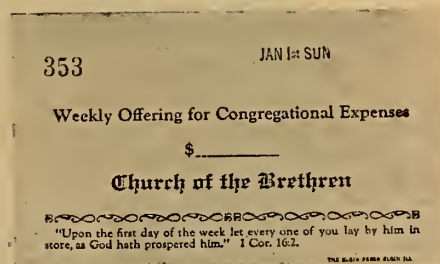 353
JAN 1st SUN
Weekly Offering for Congregational Expenses
$
Church of the Brethren
"Upon the first day of the week let every one of you lay by him in
store, as God hath prospered him." 1 Cor. 16:2.